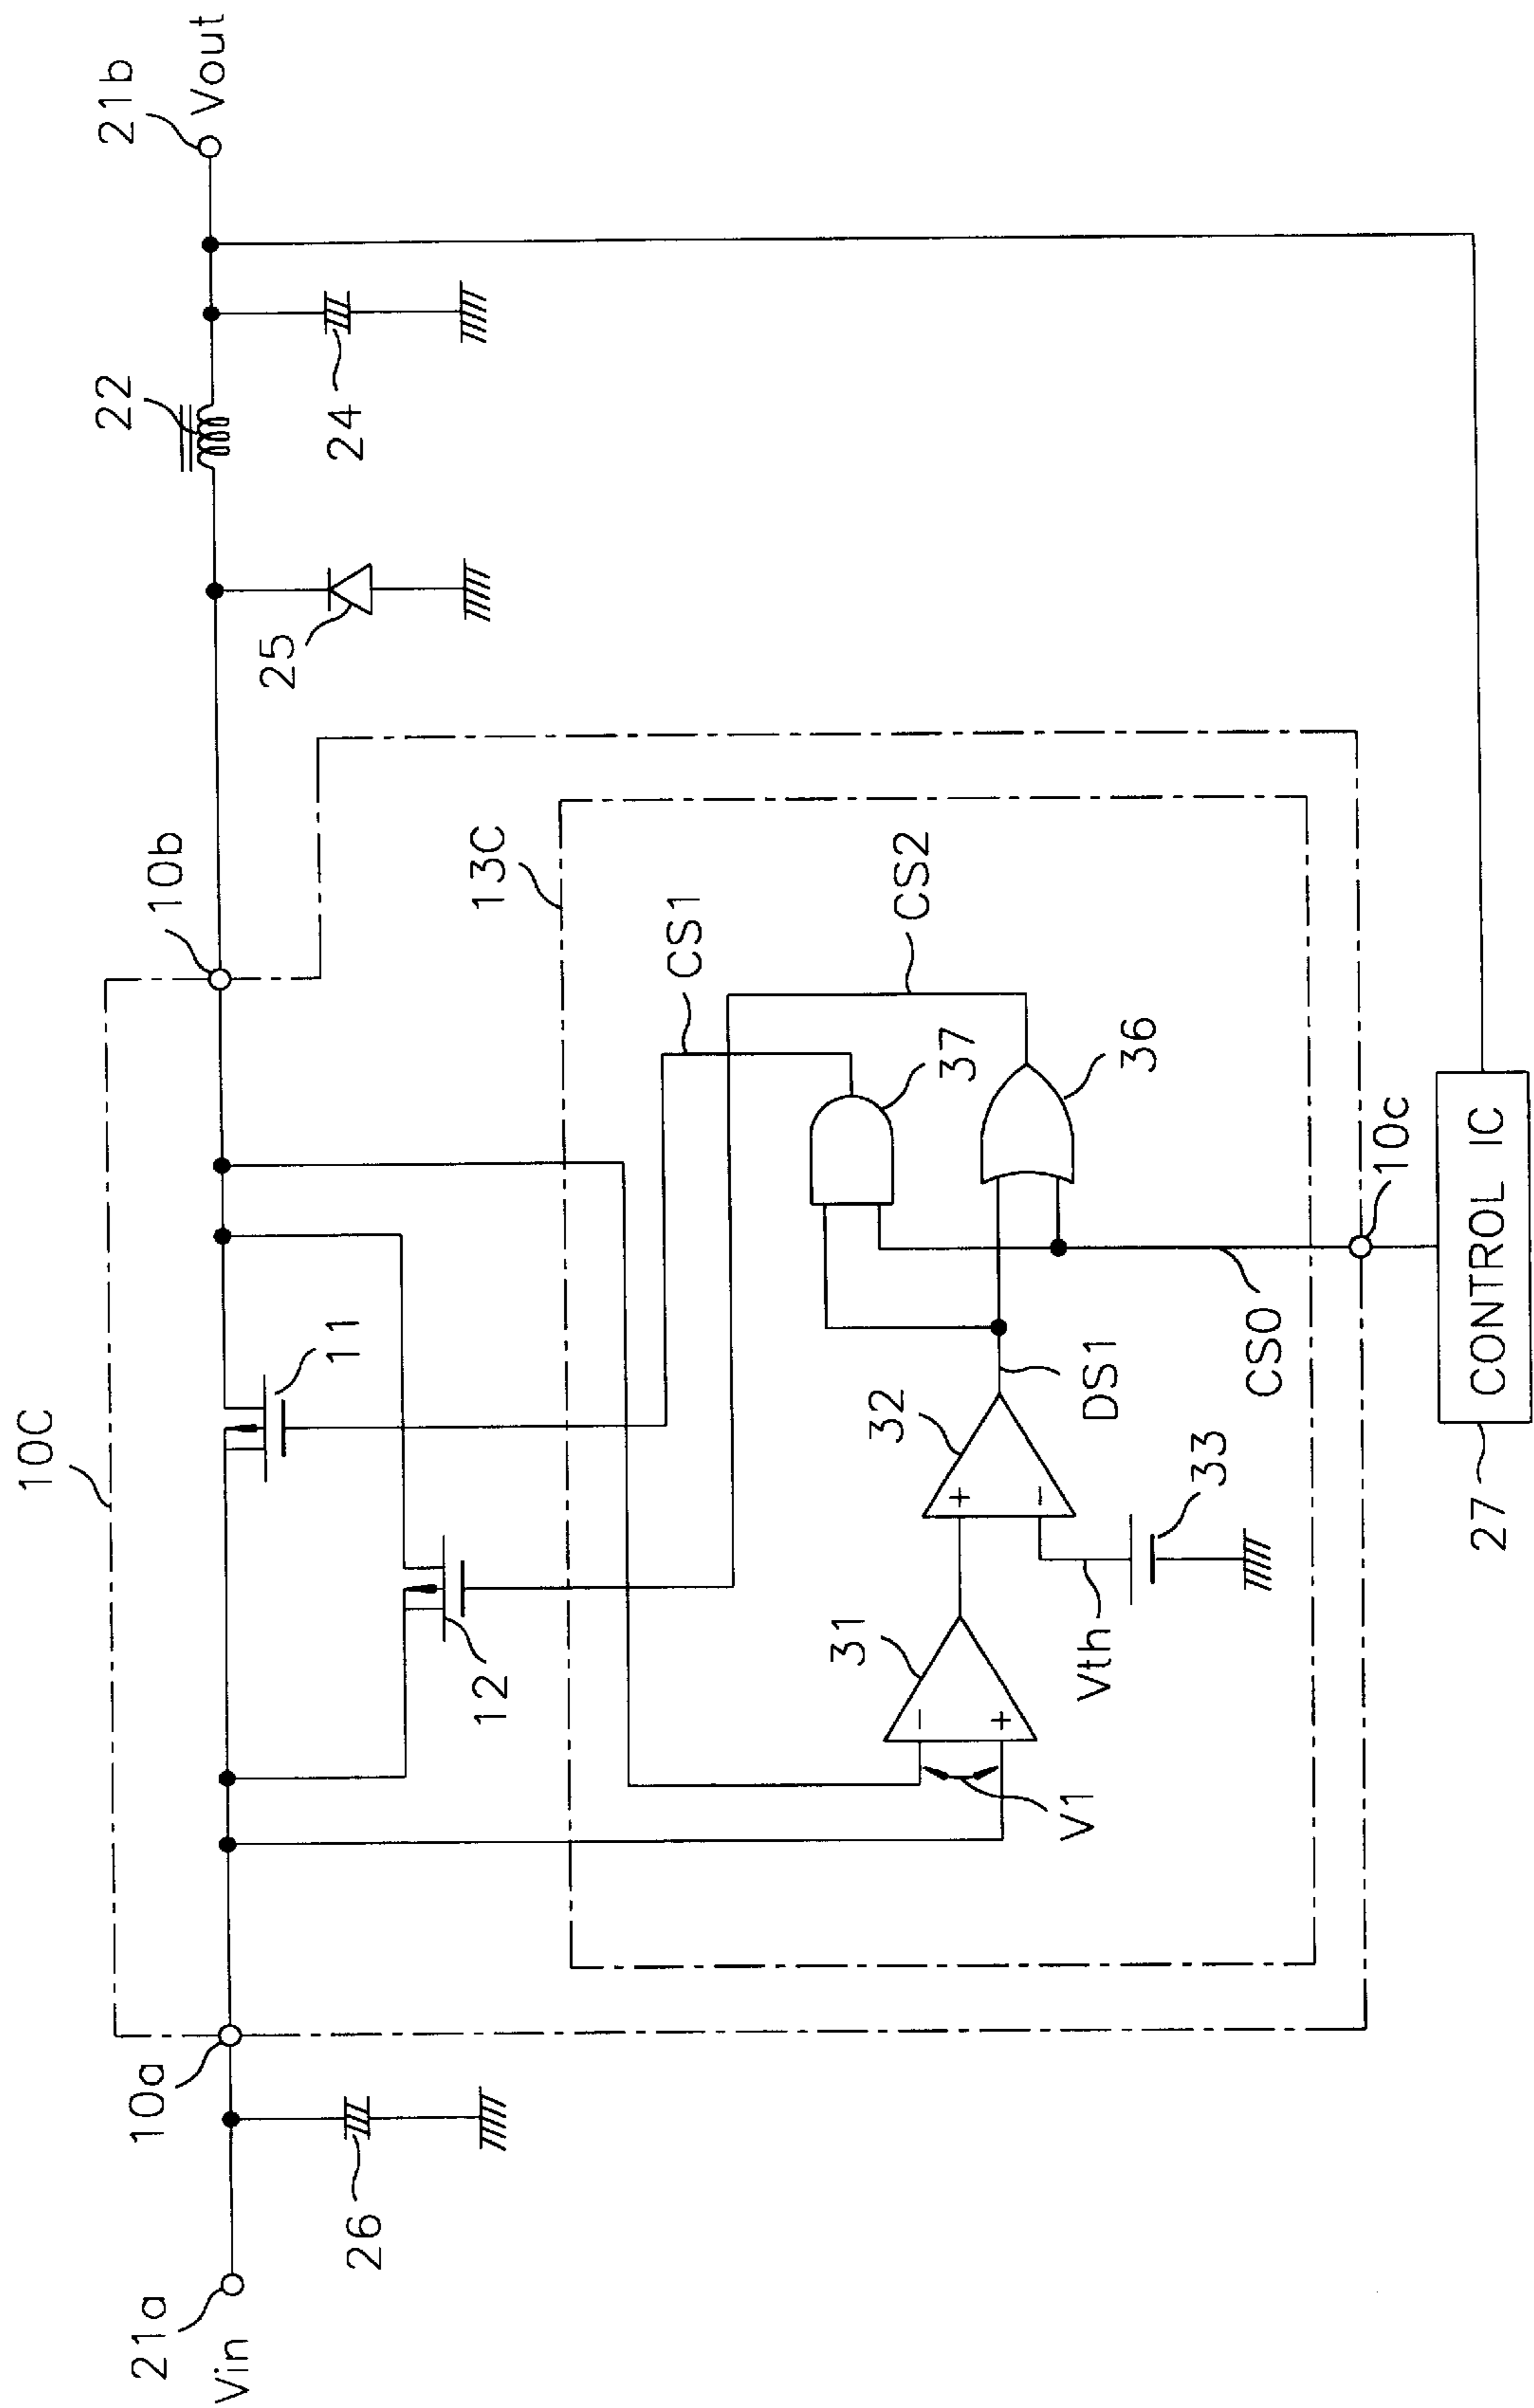 10C
21a
Vin
26
10a
12
11
10b
25
22
24
21b
Vout
13C
CS1
CS2
31
V1
32
Vth
33
DS1
37
36
CS0
10c
27
CONTROL IC
+
−
−
+